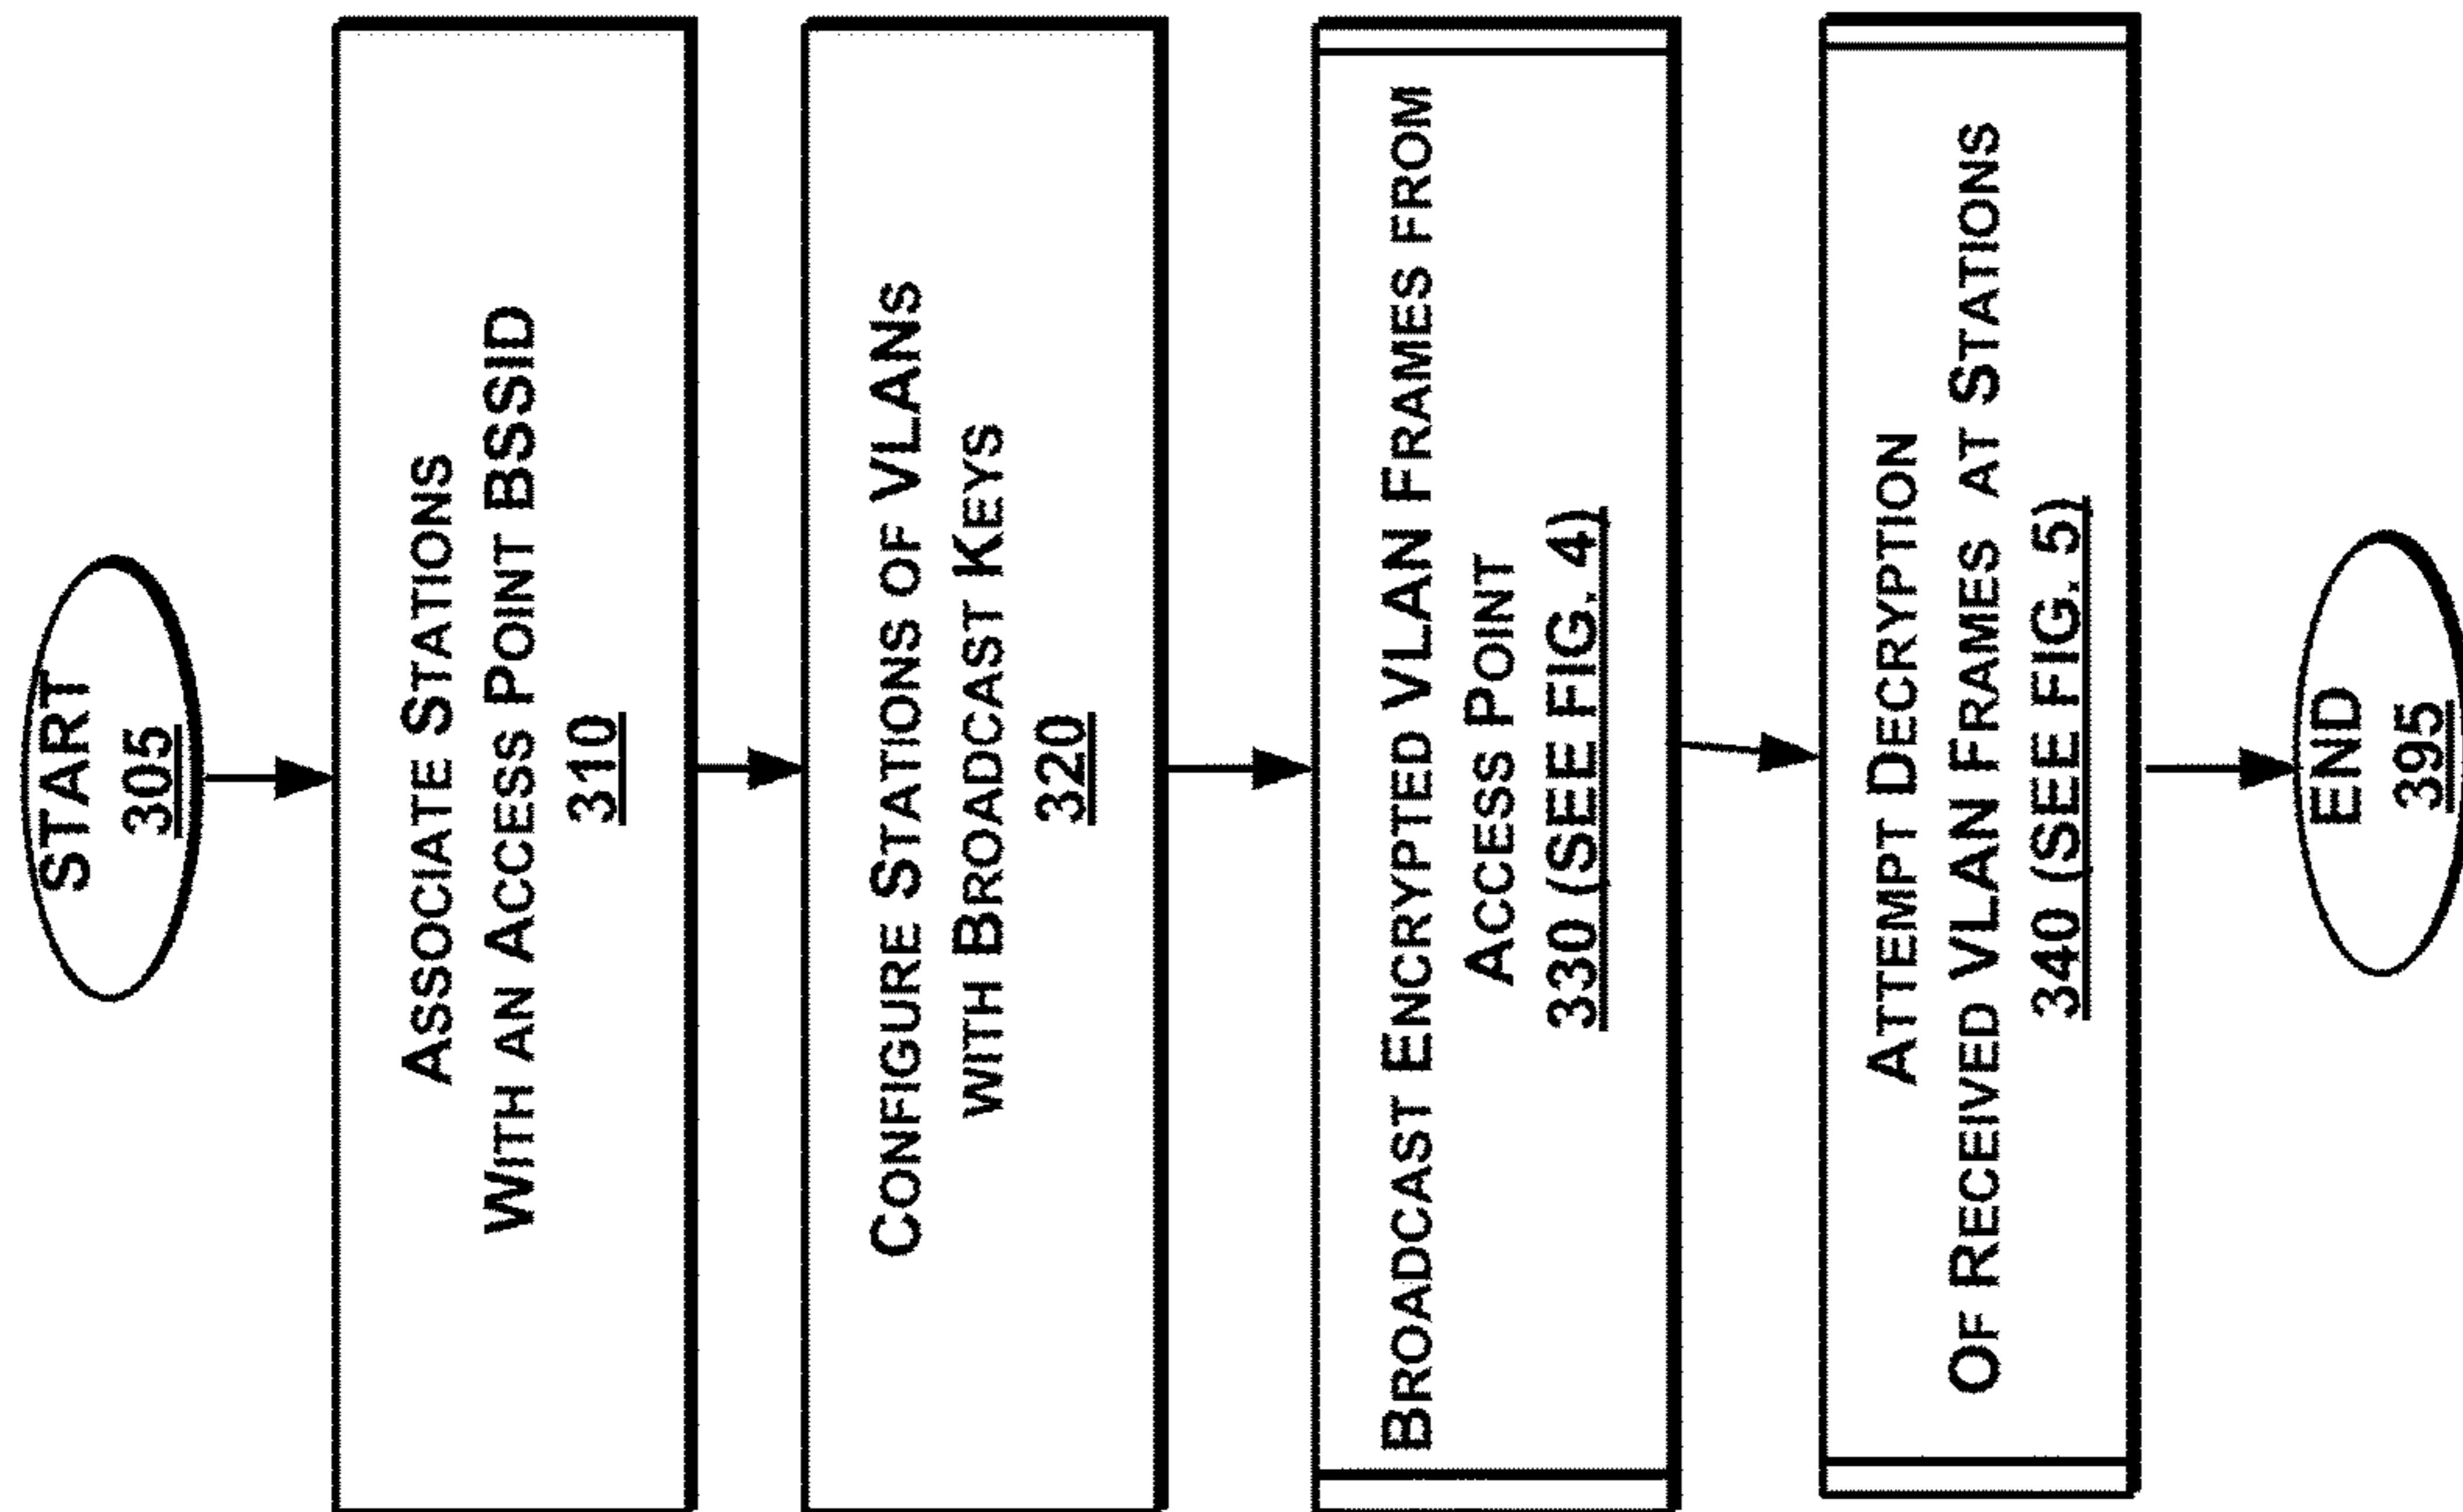 START
305
ASSOCIATE STATIONS
WITH AN ACCESS POINT BSSID
310
CONFIGURE STATIONS OF VLANS
WITH BROADCAST KEYS
320
BROADCAST ENCRYPTED VLAN FRAMES FROM
ACCESS POINT
330 (SEE FIG. 4)
ATTEMPT DECRYPTION
OF RECEIVED VLAN FRAMES AT STATIONS
340 (SEE FIG. 5)
END
395